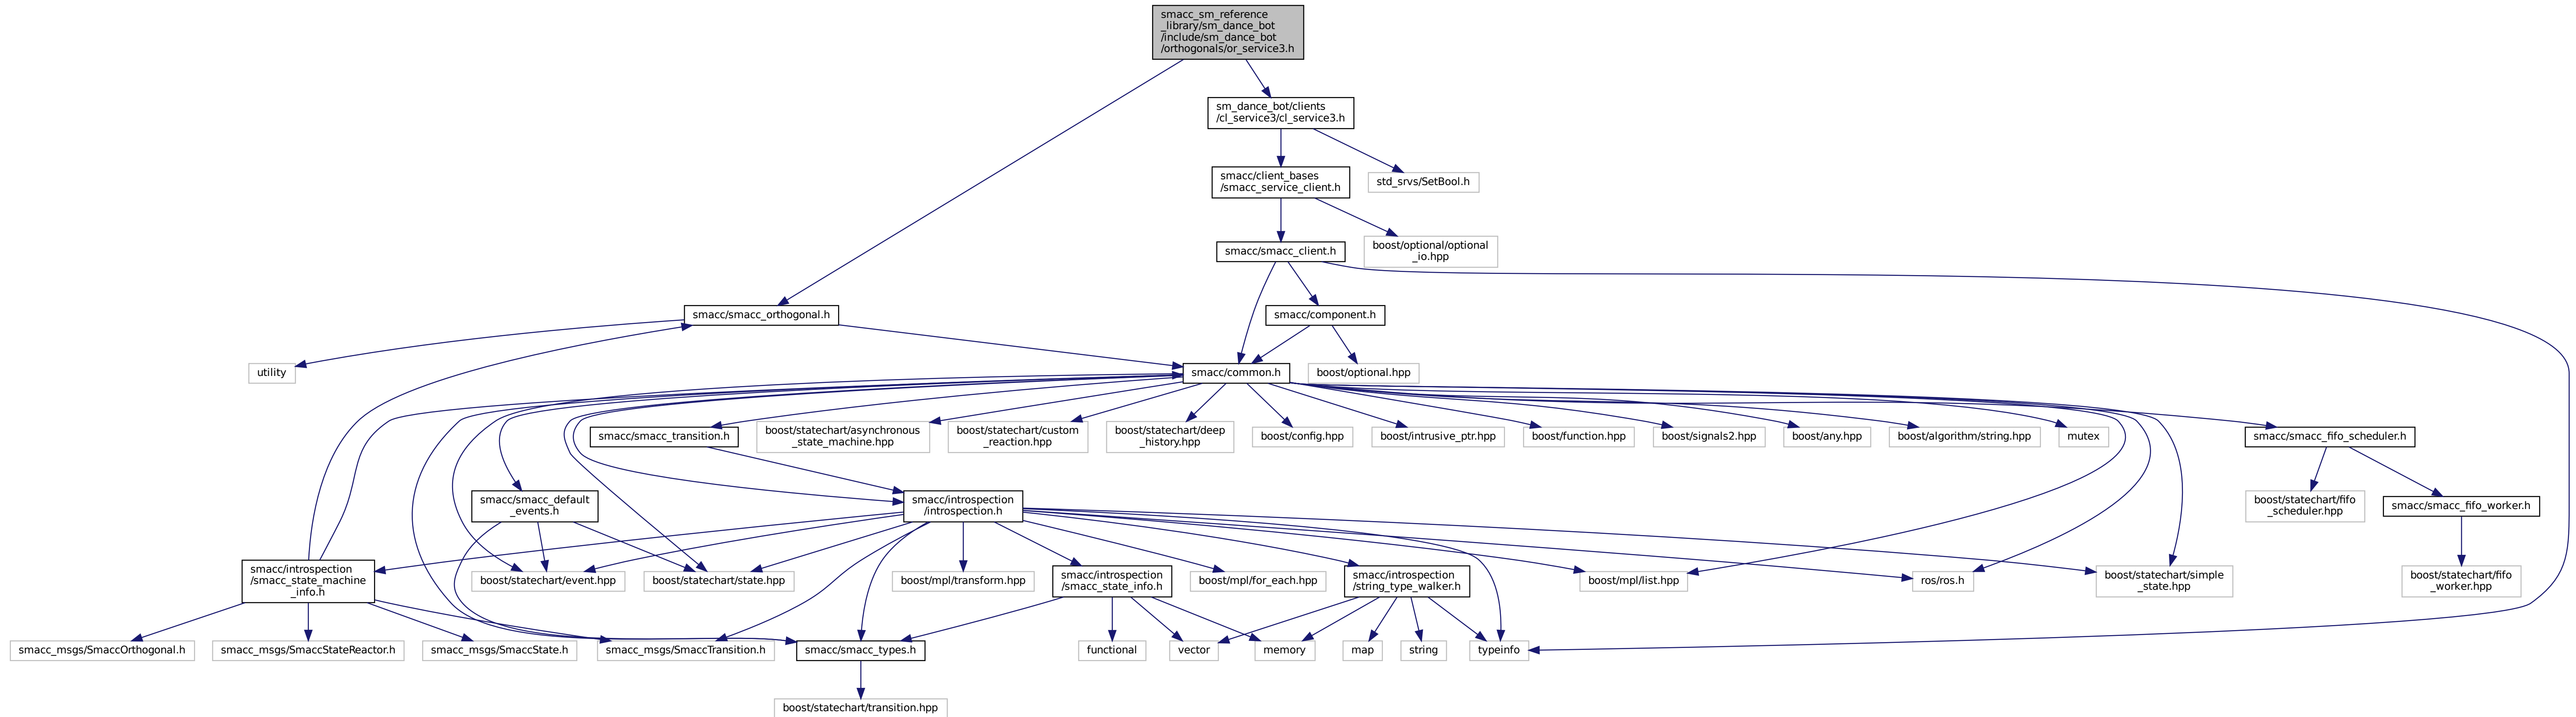 smacc_sm_reference
_library/sm_dance_bot
/include/sm_dance_bot
/orthogonals/or_service3.h
sm_dance_bot/clients
/cl_service3/cl_service3.h
smacc/client_bases
/smacc_service_client.h
std_srvs/SetBool.h
smacc/smacc_client.h
boost/optional/optional
_io.hpp
smacc/smacc_orthogonal.h
smacc/component.h
utility
smacc/common.h
boost/optional.hpp
smacc/smacc_transition.h
boost/statechart/asynchronous
_state_machine.hpp
boost/statechart/custom
_reaction.hpp
boost/statechart/deep
_history.hpp
boost/config.hpp
boost/intrusive_ptr.hpp
boost/function.hpp
boost/signals2.hpp
boost/any.hpp
boost/algorithm/string.hpp
mutex
smacc/smacc_fifo_scheduler.h
smacc/smacc_default
_events.h
smacc/introspection
/introspection.h
boost/statechart/fifo
_scheduler.hpp
smacc/smacc_fifo_worker.h
smacc/introspection
/smacc_state_machine
_info.h
boost/statechart/event.hpp
boost/statechart/state.hpp
boost/mpl/transform.hpp
smacc/introspection
/smacc_state_info.h
boost/mpl/for_each.hpp
smacc/introspection
/string_type_walker.h
boost/mpl/list.hpp
ros/ros.h
boost/statechart/simple
_state.hpp
boost/statechart/fifo
_worker.hpp
smacc_msgs/SmaccOrthogonal.h
smacc_msgs/SmaccStateReactor.h
smacc_msgs/SmaccState.h
smacc_msgs/SmaccTransition.h
smacc/smacc_types.h
functional
vector
memory
map
string
typeinfo
boost/statechart/transition.hpp